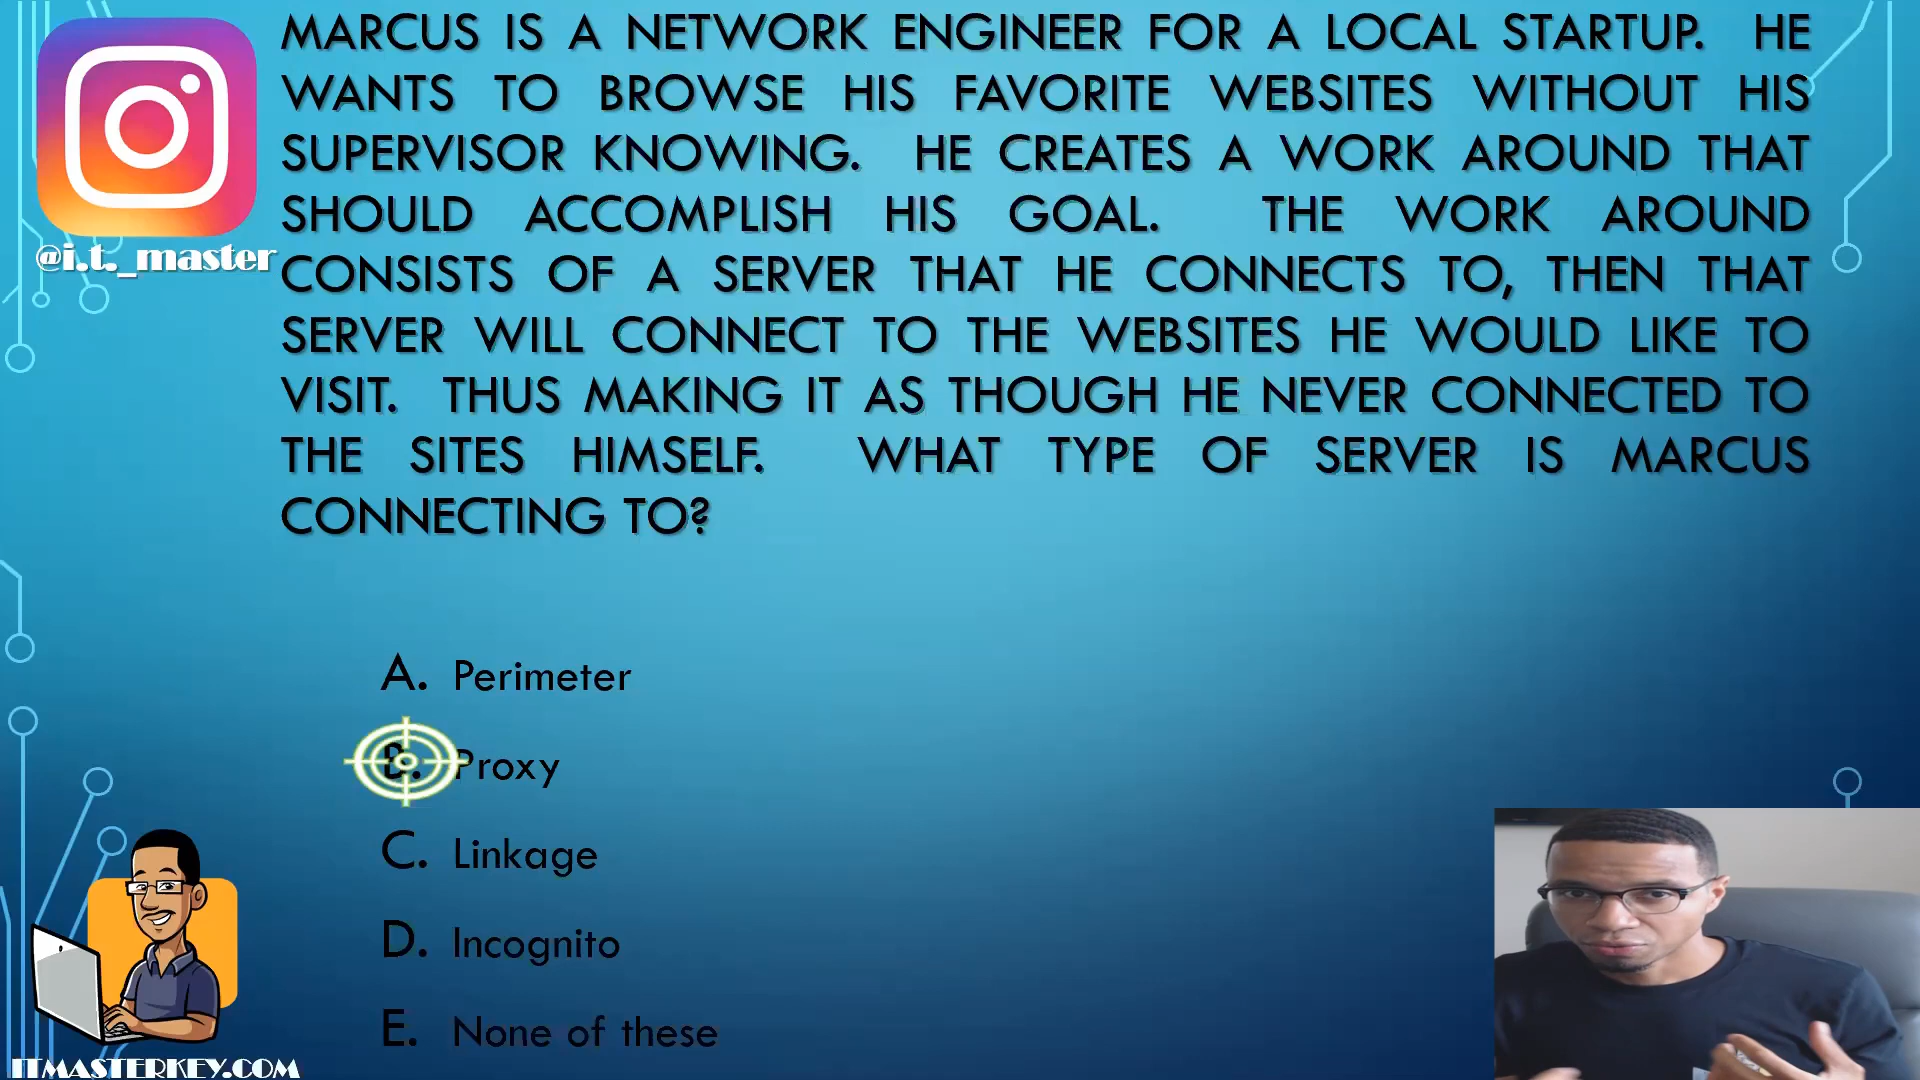 MARCUS IS A NETWORK ENGINEER FOR A LOCAL STARTUP. HE
WANTS TO BROWSE HIS FAVORITE WEBSITES WITHOUT HIS
SUPERVISOR KNOWING. HE CREATES A WORK AROUND THAT
SHOULD ACCOMPLISH HIS GOAL. THE WORK AROUND
CONSISTS OF A SERVER THAT HE CONNECTS TO, THEN THAT
SERVER WILL CONNECT TO THE WEBSITES HE WOULD LIKE TO
VISIT. THUS MAKING IT AS THOUGH HE NEVER CONNECTED TO
THE SITES HIMSELF. WHAT TYPE OF SERVER IS MARCUS
CONNECTING TO?
@i.t._master
A. Perimeter
B. Proxy
C. Linkage
D. Incognito
E. None of these
ITMASTERKEY.COM